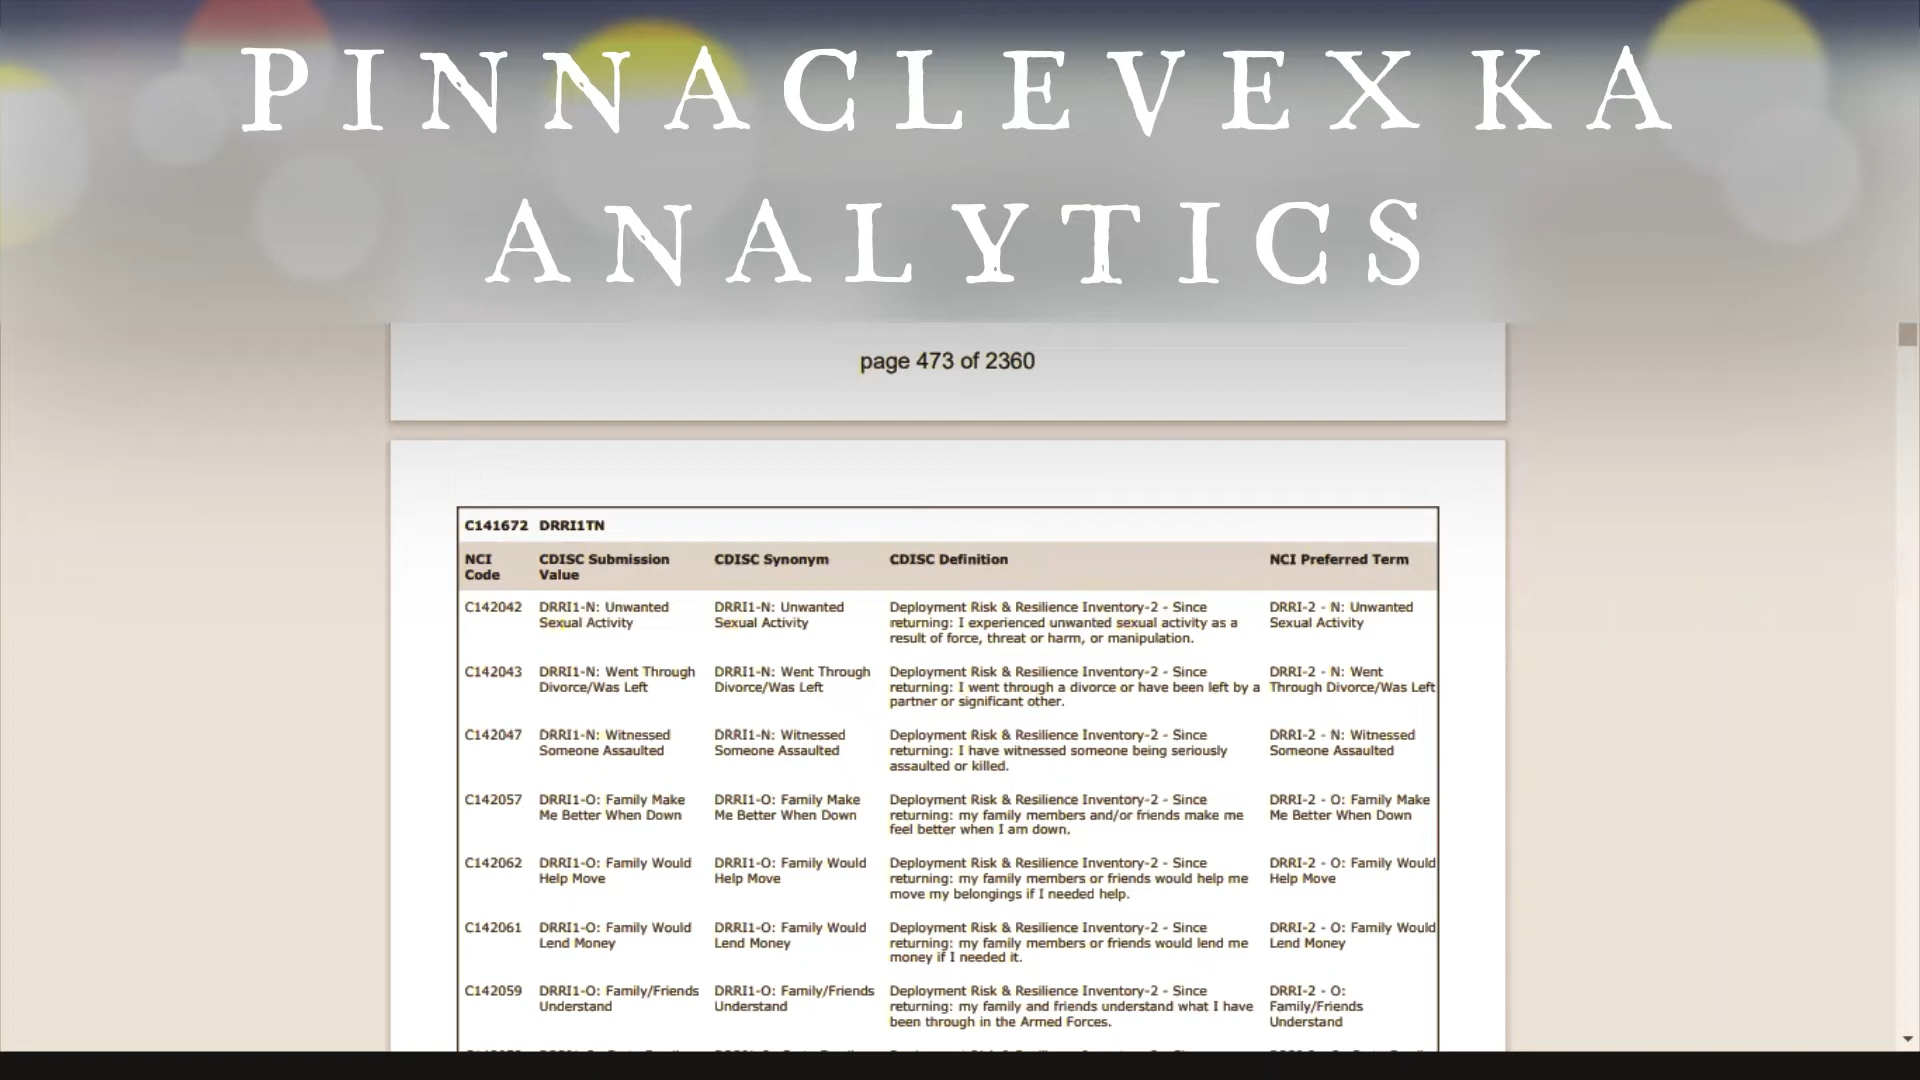 PINNACLEVEX KA
ANALYTICS
page 473 of 2360
C141672 DRRI1TN
NCI Code CDISC Submission Value CDISC Synonym CDISC Definition NCI Preferred Term
C142042 DRRI1-N: Unwanted Sexual Activity DRRI1-N: Unwanted Sexual Activity Deployment Risk & Resilience Inventory-2 - Since returning: I experienced unwanted sexual activity as a result of force, threat or harm, or manipulation. DRRI-2 - N: Unwanted Sexual Activity
C142043 DRRI1-N: Went Through Divorce/Was Left DRRI1-N: Went Through Divorce/Was Left Deployment Risk & Resilience Inventory-2 - Since returning: I went through a divorce or have been left by a partner or significant other. DRRI-2 - N: Went Through Divorce/Was Left
C142047 DRRI1-N: Witnessed Someone Assaulted DRRI1-N: Witnessed Someone Assaulted Deployment Risk & Resilience Inventory-2 - Since returning: I have witnessed someone being seriously assaulted or killed. DRRI-2 - N: Witnessed Someone Assaulted
C142057 DRRI1-O: Family Make Me Better When Down DRRI1-O: Family Make Me Better When Down Deployment Risk & Resilience Inventory-2 - Since returning: my family members and/or friends make me feel better when I am down. DRRI-2 - O: Family Make Me Better When Down
C142062 DRRI1-O: Family Would Help Move DRRI1-O: Family Would Help Move Deployment Risk & Resilience Inventory-2 - Since returning: my family members or friends would help me move my belongings if I needed help. DRRI-2 - O: Family Would Help Move
C142061 DRRI1-O: Family Would Lend Money DRRI1-O: Family Would Lend Money Deployment Risk & Resilience Inventory-2 - Since returning: my family members or friends would lend me money if I needed it. DRRI-2 - O: Family Would Lend Money
C142059 DRRI1-O: Family/Friends Understand DRRI1-O: Family/Friends Understand Deployment Risk & Resilience Inventory-2 - Since returning: my family and friends understand what I have been through in the Armed Forces. DRRI-2 - O: Family/Friends Understand